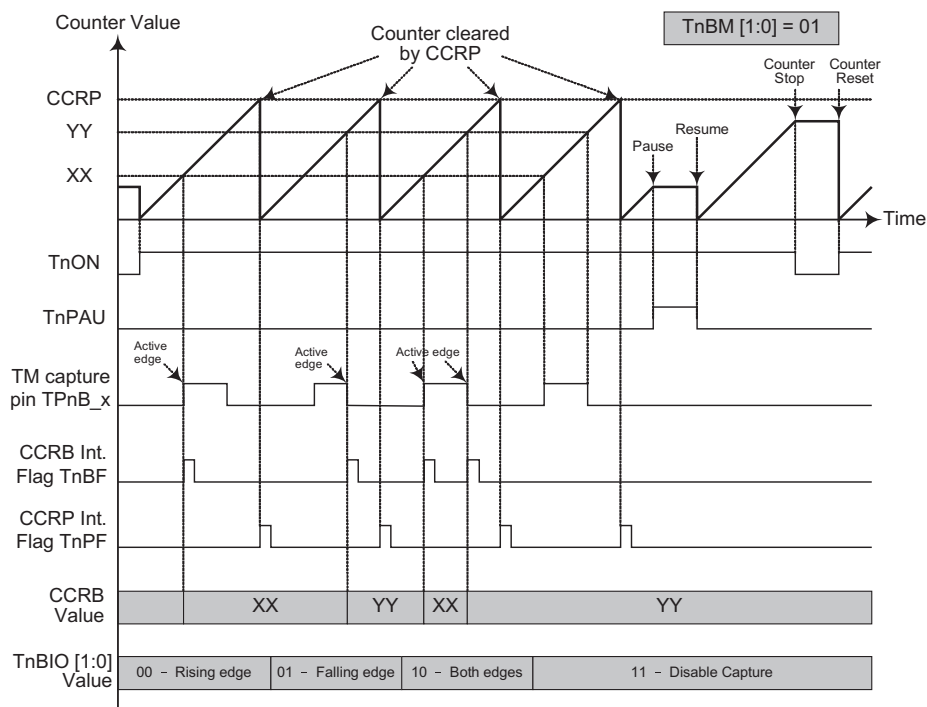 Counter Value
TnBM [1:0] = 01
Counter cleared
by CCRP
Counter
Stop
Counter
Reset
CCRP
YY
XX
Pause
Resume
Time
TnON
TnPAU
Active
edge
Active
edge
Active edge
TM capture
pin TPnB_x
CCRB Int.
Flag TnBF
CCRP Int.
Flag TnPF
CCRB
Value
XX
YY
XX
YY
TnBIO [1:0]
Value
00 – Rising edge
01 – Falling edge
10 – Both edges
11 – Disable Capture